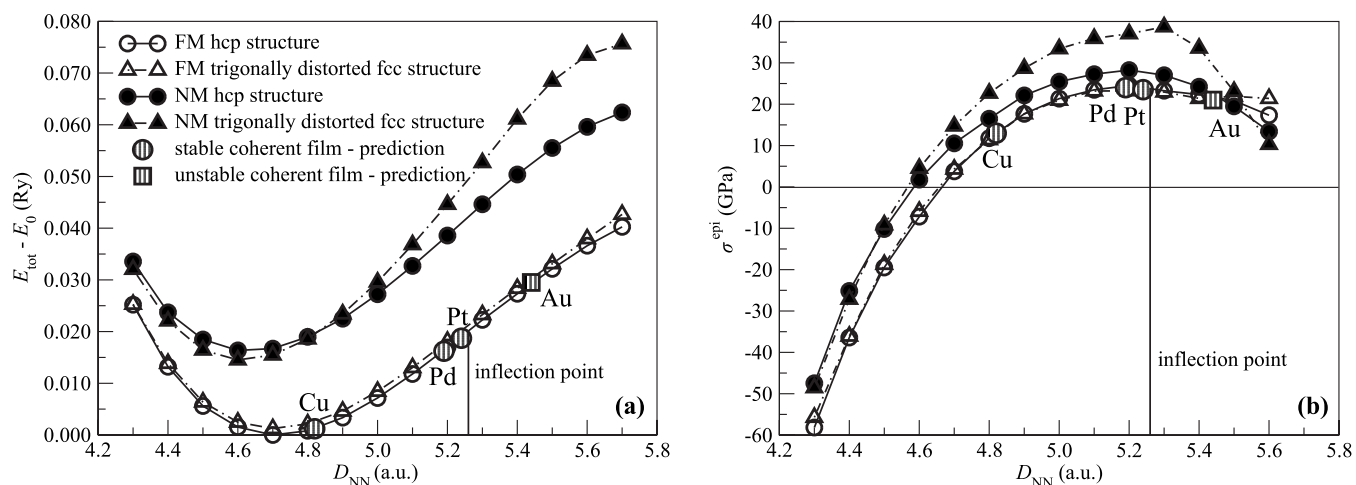 0.080
0.070
0.060
0.050
0.040
0.030
0.020
0.010
0.000
E_tot - E_0 (Ry)
FM hcp structure
FM trigonally distorted fcc structure
NM hcp structure
NM trigonally distorted fcc structure
stable coherent film - prediction
unstable coherent film - prediction
Pt
Au
Pd
Cu
inflection point
(a)
4.2 4.4 4.6 4.8 5.0 5.2 5.4 5.6 5.8
D_NN (a.u.)
40
30
20
10
0
-10
-20
-30
-40
-50
-60
σ^epi (GPa)
Pd Pt
Au
Cu
inflection point
(b)
4.2 4.4 4.6 4.8 5.0 5.2 5.4 5.6 5.8
D_NN (a.u.)